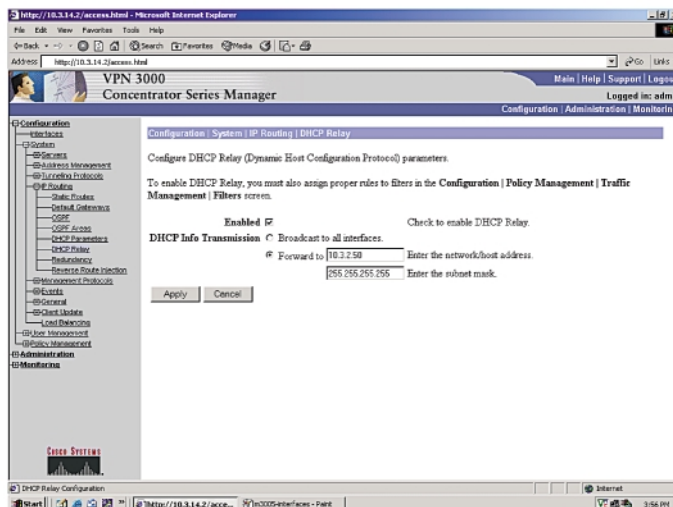 http://10.3.14.2/access.html - Microsoft Internet Explorer
File Edit View Favorites Tools Help
Back Search Favorites Media
Address http://10.3.14.2/access.html Go Links
VPN 3000
Concentrator Series Manager
Main | Help | Support | Logou
Logged in: adm
Configuration | Administration | Monitorin
Configuration
Interfaces
System
Servers
Address Management
Tunneling Protocols
IP Routing
Static Routes
Default Gateways
OSPF
OSPF Areas
DHCP Parameters
DHCP Relay
Redundancy
Reverse Route Injection
Management Protocols
Events
General
Client Update
Load Balancing
User Management
Policy Management
Administration
Monitoring
Configuration | System | IP Routing | DHCP Relay
Configure DHCP Relay (Dynamic Host Configuration Protocol) parameters.
To enable DHCP Relay, you must also assign proper rules to filters in the Configuration | Policy Management | Traffic
Management | Filters screen.
Enabled Check to enable DHCP Relay.
DHCP Info Transmission Broadcast to all interfaces.
Forward to 10.3.2.50 Enter the network/host address.
255.255.255.255 Enter the subnet mask.
Apply Cancel
CISCO SYSTEMS
DHCP Relay Configuration Internet
Start http://10.3.14.2/acce... m3005-interfaces - Paint 3:56 PM